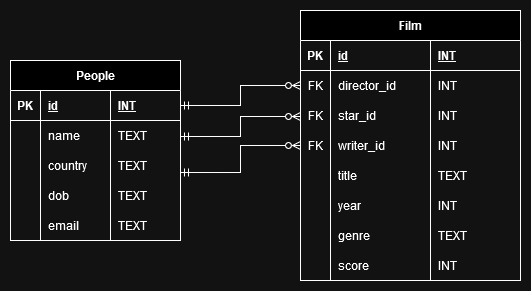 People
PK id INT
name TEXT
country TEXT
dob TEXT
email TEXT
Film
PK id INT
FK director_id INT
FK star_id INT
FK writer_id INT
title TEXT
year INT
genre TEXT
score INT